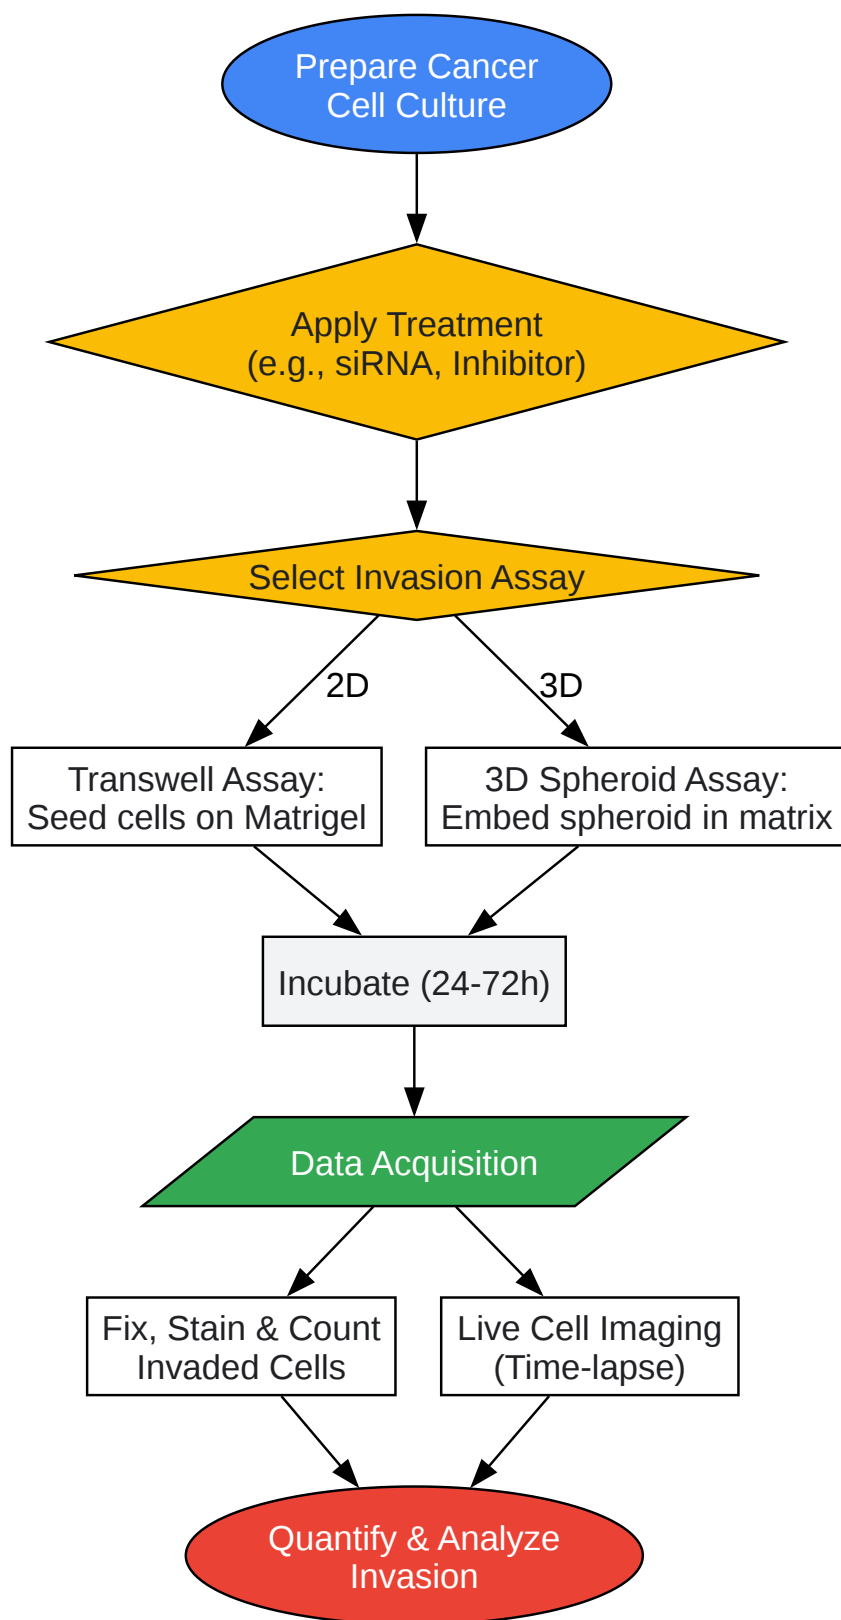 Prepare Cancer
Cell Culture
Apply Treatment
(e.g., siRNA, Inhibitor)
Select Invasion Assay
2D
3D
Transwell Assay:
Seed cells on Matrigel
3D Spheroid Assay:
Embed spheroid in matrix
Incubate (24-72h)
Data Acquisition
Fix, Stain & Count
Invaded Cells
Live Cell Imaging
(Time-lapse)
Quantify & Analyze
Invasion